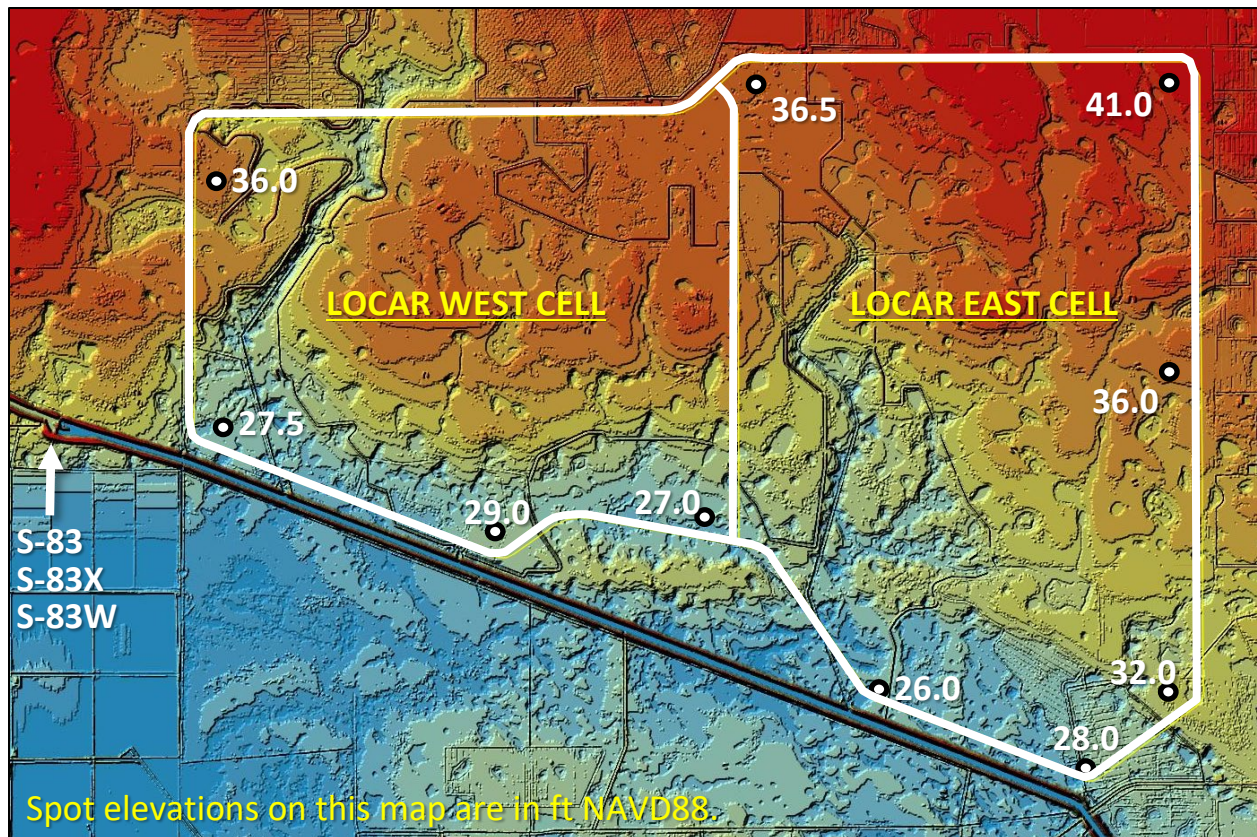 36.5
41.0
36.0
LOCAR WEST CELL
LOCAR EAST CELL
36.0
27.5
29.0
27.0
S-83
S-83X
S-83W
26.0
32.0
28.0
Spot elevations on this map are in ft NAVD88.